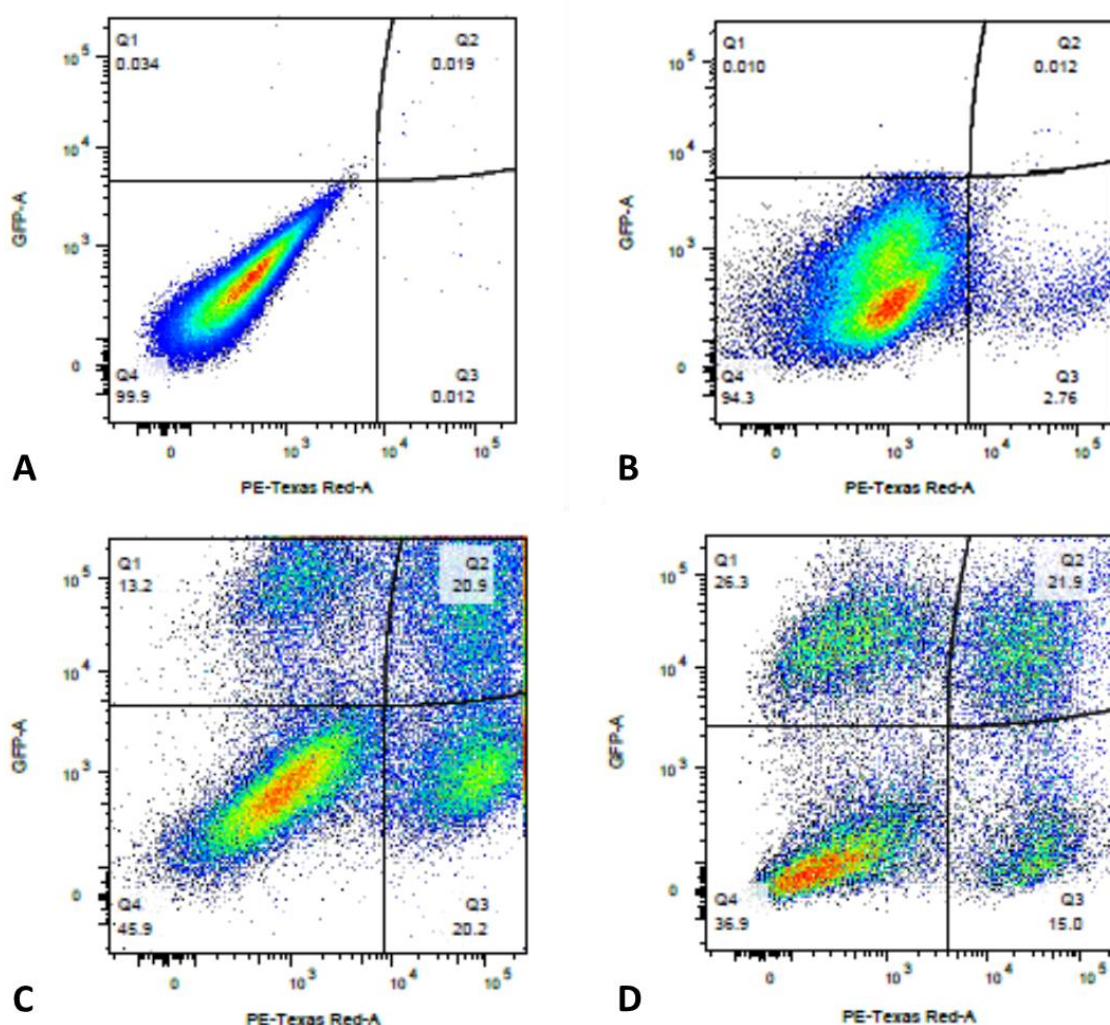 Q1
0.034
Q2
0.019
Q4
99.9
Q3
0.012
10^5
10^4
10^3
0
GFP-A
0
10^3
10^4
10^5
PE-Texas Red-A
A
Q1
0.010
Q2
0.012
Q4
94.3
Q3
2.76
10^5
10^4
10^3
0
GFP-A
0
10^3
10^4
10^5
PE-Texas Red-A
B
Q1
13.2
Q2
20.9
Q4
45.9
Q3
20.2
10^5
10^4
10^3
0
GFP-A
0
10^3
10^4
10^5
PE-Texas Red-A
C
Q1
26.3
Q2
21.9
Q4
36.9
Q3
15.0
10^5
10^4
10^3
0
GFP-A
0
10^3
10^4
10^5
PE-Texas Red-A
D